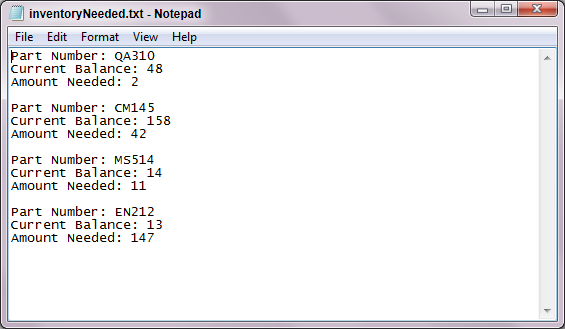 inventoryNeeded.txt - Notepad
File Edit Format View Help
Part Number: QA310
Current Balance: 48
Amount Needed: 2

Part Number: CM145
Current Balance: 158
Amount Needed: 42

Part Number: MS514
Current Balance: 14
Amount Needed: 11

Part Number: EN212
Current Balance: 13
Amount Needed: 147